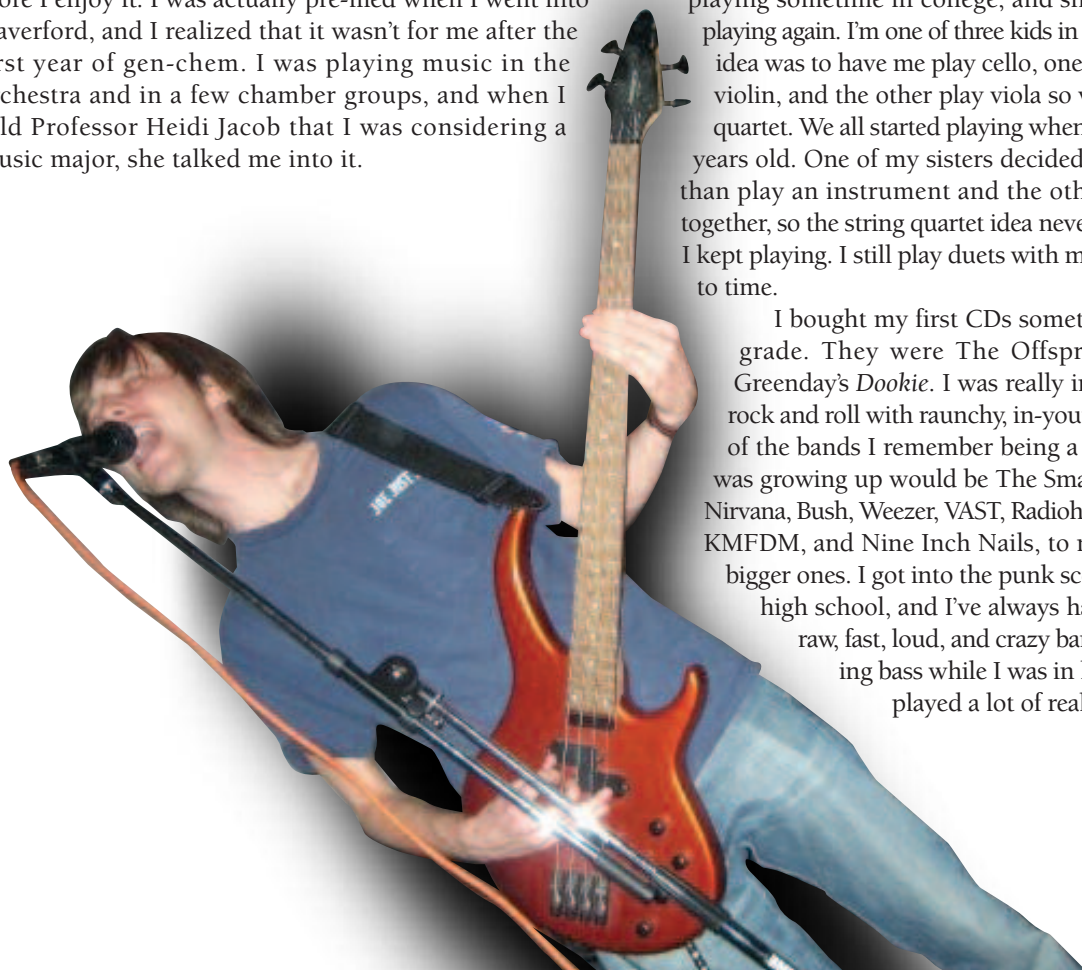 ore I enjoy it. I was actually pre-med when I went into
averford, and I realized that it wasn't for me after the
rst year of gen-chem. I was playing music in the
chestra and in a few chamber groups, and when I
ld Professor Heidi Jacob that I was considering a
usic major, she talked me into it.
playing sometime in college, and sh
playing again. I'm one of three kids in
idea was to have me play cello, one
violin, and the other play viola so
quartet. We all started playing when
years old. One of my sisters decided
than play an instrument and the oth
together, so the string quartet idea neve
I kept playing. I still play duets with m
to time.
I bought my first CDs somet
grade. They were The Offspr
Greenday's Dookie. I was really in
rock and roll with raunchy, in-you
of the bands I remember being a
was growing up would be The Sma
Nirvana, Bush, Weezer, VAST, Radioh
KMFDM, and Nine Inch Nails, to
bigger ones. I got into the punk sc
high school, and I've always ha
raw, fast, loud, and crazy ba
ing bass while I was in
played a lot of real
JOE JUST